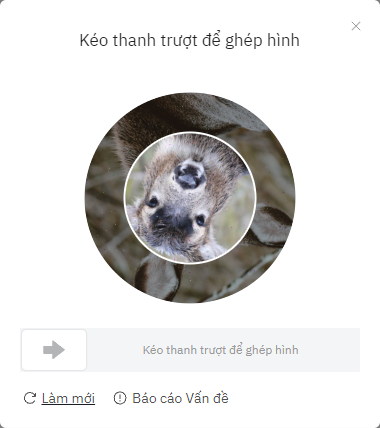 Kéo thanh trượt để ghép hình
Kéo thanh trượt để ghép hình
Làm mới
Báo cáo Vấn đề